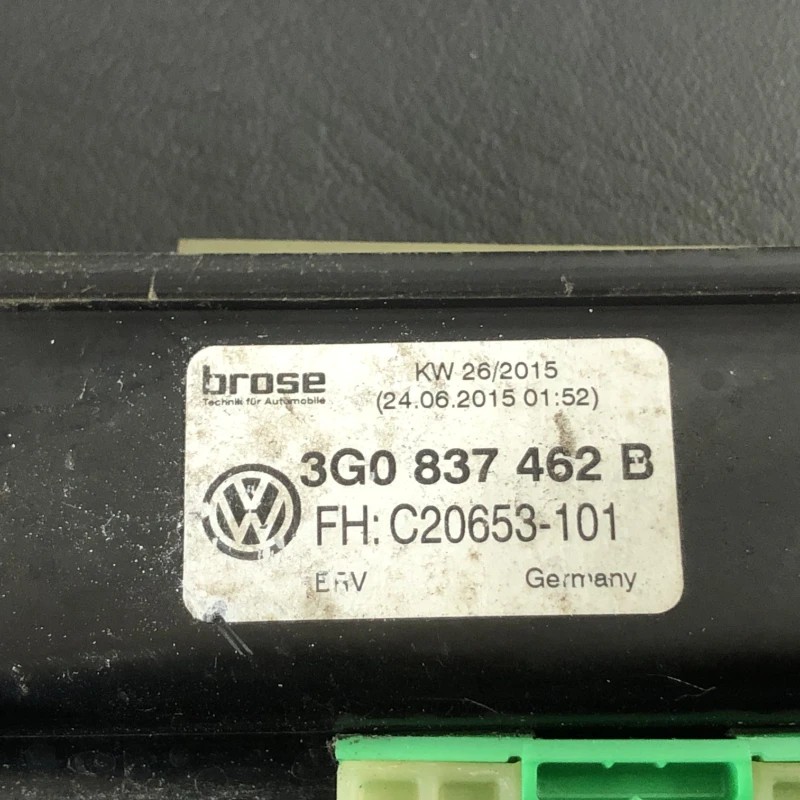 brose
Technik für Automobile
KW 26/2015
(24.06.2015 01:52)
3G0 837 462 B
FH: C20653-101
ERV
Germany